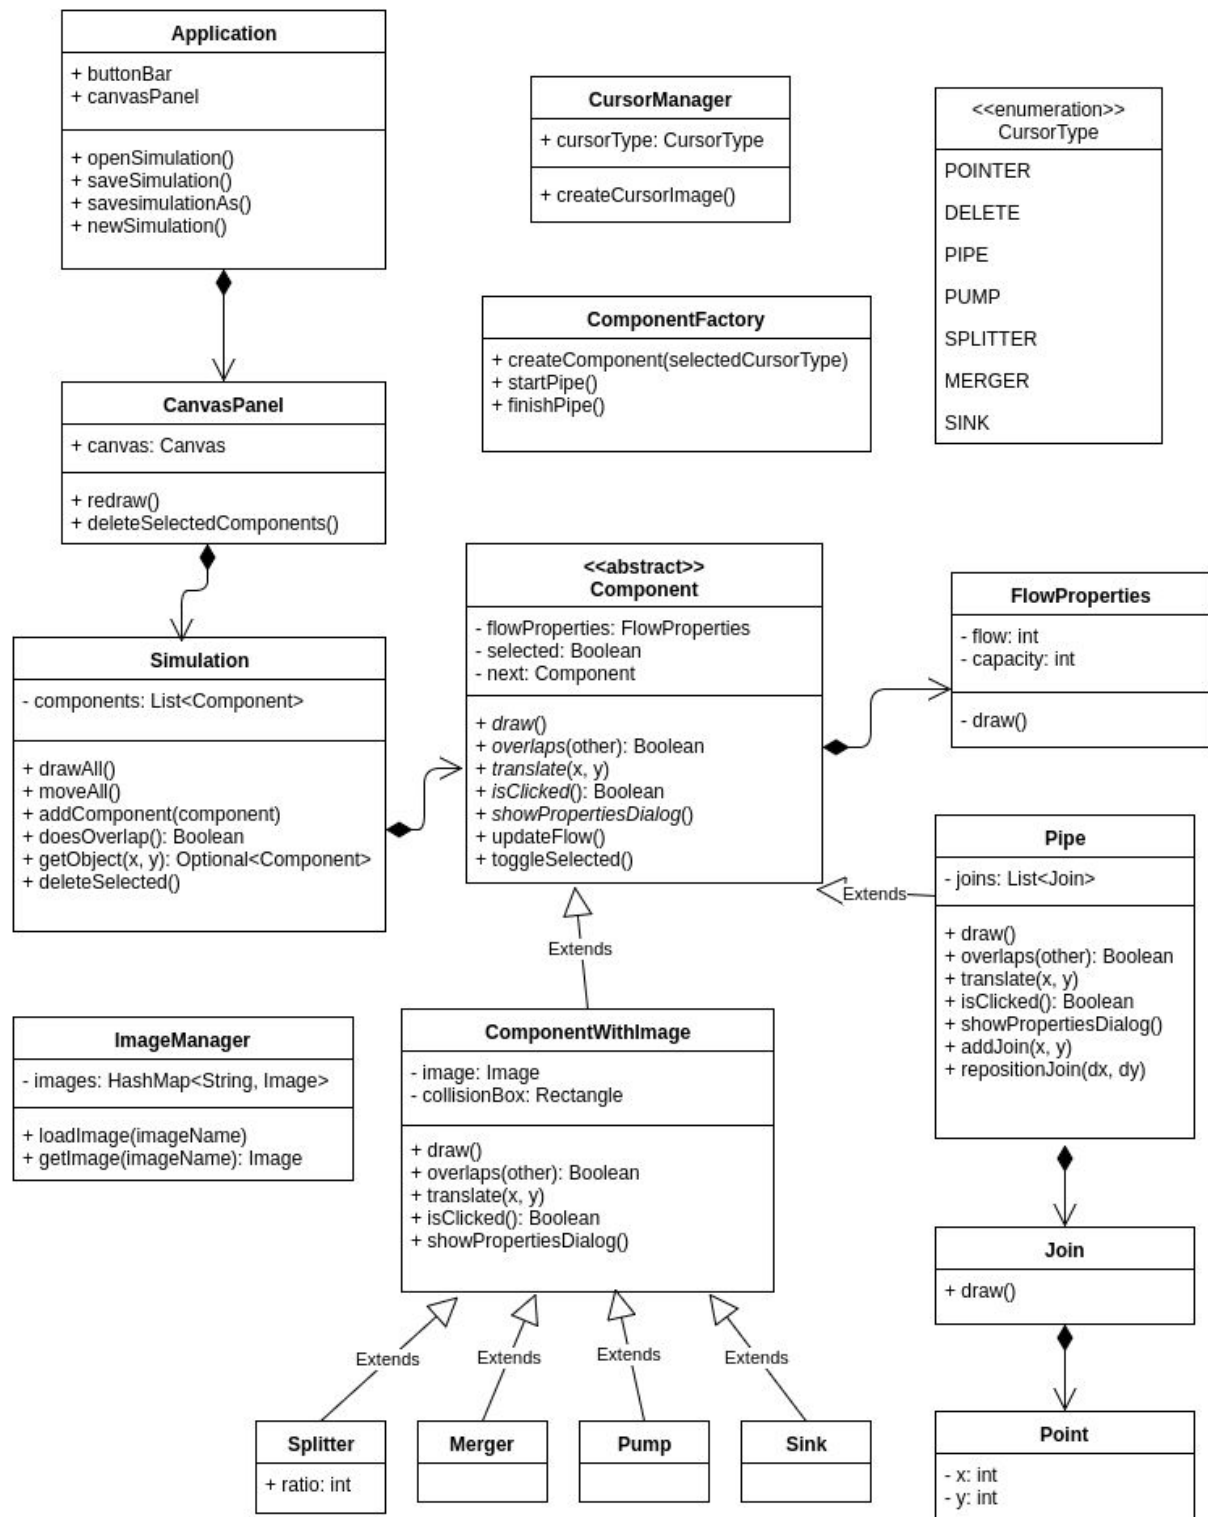 Application
+ buttonBar
+ canvasPanel
+ openSimulation()
+ saveSimulation()
+ savesimulationAs()
+ newSimulation()
CursorManager
+ cursorType: CursorType
+ createCursorImage()
<<enumeration>>
CursorType
POINTER
DELETE
PIPE
PUMP
SPLITTER
MERGER
SINK
ComponentFactory
+ createComponent(selectedCursorType)
+ startPipe()
+ finishPipe()
CanvasPanel
+ canvas: Canvas
+ redraw()
+ deleteSelectedComponents()
Simulation
- components: List<Component>
+ drawAll()
+ moveAll()
+ addComponent(component)
+ doesOverlap(): Boolean
+ getObject(x, y): Optional<Component>
+ deleteSelected()
<<abstract>>
Component
- flowProperties: FlowProperties
- selected: Boolean
- next: Component
+ draw()
+ overlaps(other): Boolean
+ translate(x, y)
+ isClicked(): Boolean
+ showPropertiesDialog()
+ updateFlow()
+ toggleSelected()
FlowProperties
- flow: int
- capacity: int
- draw()
Pipe
- joins: List<Join>
+ draw()
+ overlaps(other): Boolean
+ translate(x, y)
+ isClicked(): Boolean
+ showPropertiesDialog()
+ addJoin(x, y)
+ repositionJoin(dx, dy)
Extends
Extends
ImageManager
- images: HashMap<String, Image>
+ loadImage(imageName)
+ getImage(imageName): Image
ComponentWithImage
- image: Image
- collisionBox: Rectangle
+ draw()
+ overlaps(other): Boolean
+ translate(x, y)
+ isClicked(): Boolean
+ showPropertiesDialog()
Join
+ draw()
Extends
Extends
Extends
Extends
Splitter
+ ratio: int
Merger
Pump
Sink
Point
- x: int
- y: int